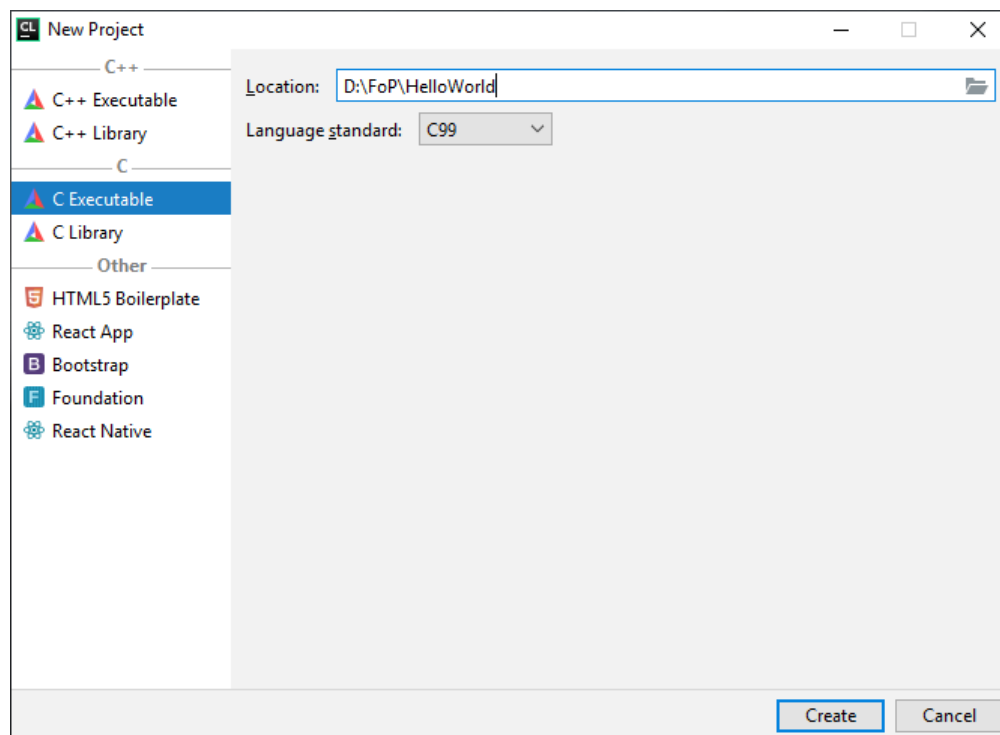 CL New Project
C++
C++ Executable
C++ Library
C
C Executable
C Library
Other
HTML5 Boilerplate
React App
B Bootstrap
F Foundation
React Native
Location: D:\FoP\HelloWorld
Language standard: C99
Create Cancel